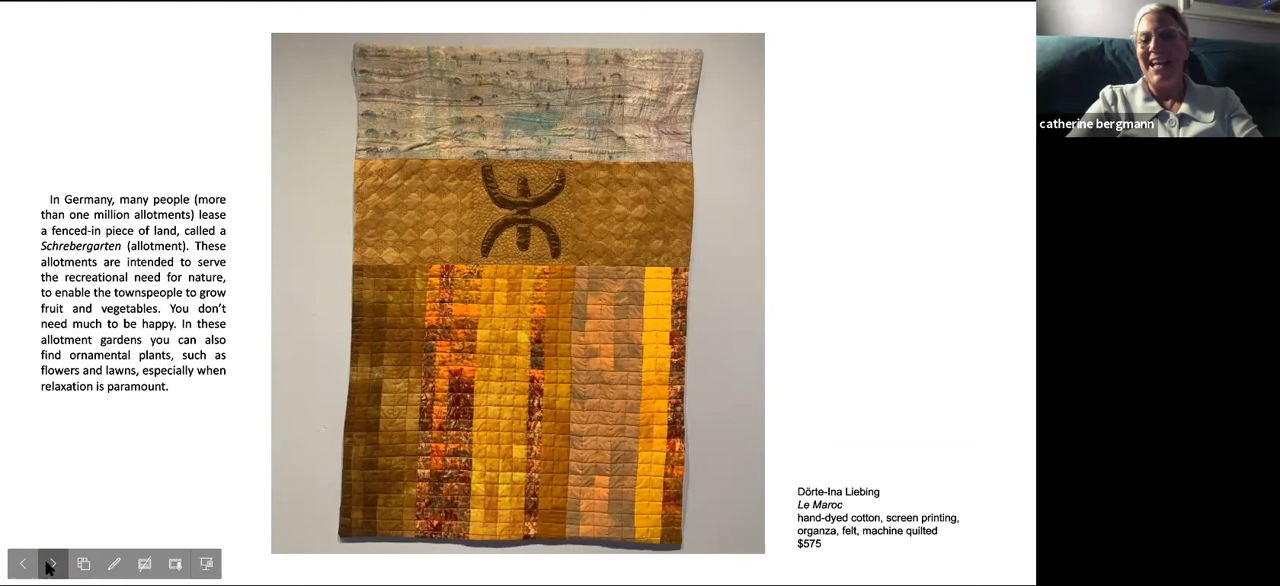 In Germany, many people (more
than one million allotments) lease
a fenced-in piece of land, called a
Schrebergarten (allotment). These
allotments are intended to serve
the recreational need for nature,
to enable the townspeople to grow
fruit and vegetables. You don't
need much to be happy. In these
allotment gardens you can also
find ornamental plants, such as
flowers and lawns, especially when
relaxation is paramount.
Dörte-Ina Liebing
Le Maroc
hand-dyed cotton, screen printing,
organza, felt, machine quilted
$575
catherine bergmann